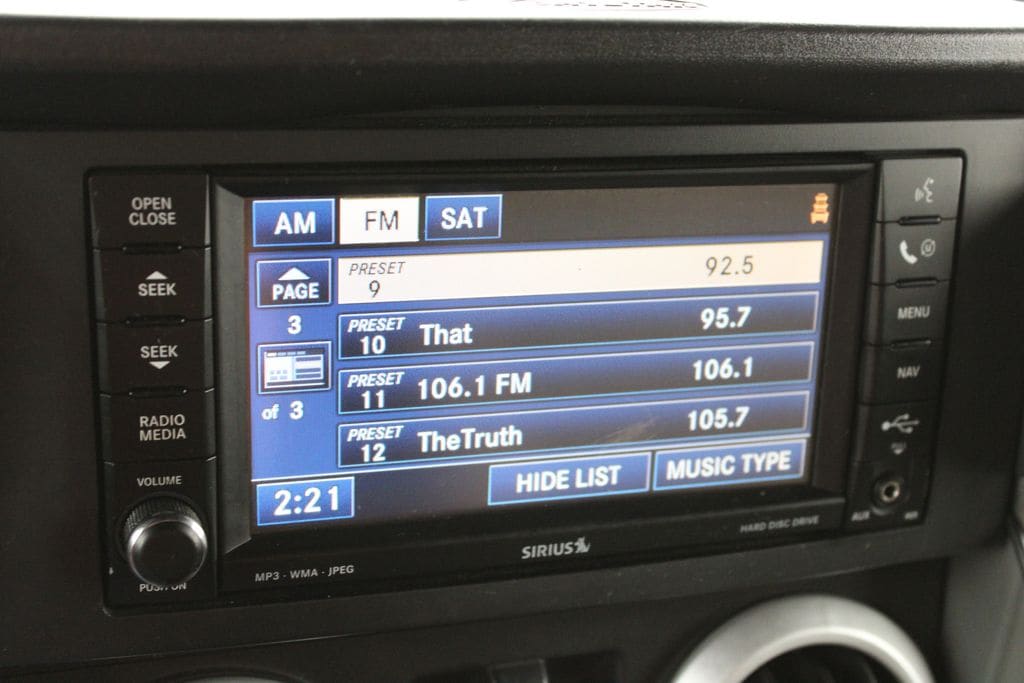 OPEN
CLOSE
SEEK
SEEK
RADIO
MEDIA
VOLUME
PUSH/ON
AM FM SAT
PAGE
3
of 3
PRESET 9 92.5
PRESET 10 That 95.7
PRESET 11 106.1 FM 106.1
PRESET 12 TheTruth 105.7
2:21 HIDE LIST MUSIC TYPE
MP3 - WMA - JPEG
SIRIUS
HARD DISC DRIVE
MENU
NAV
AUX